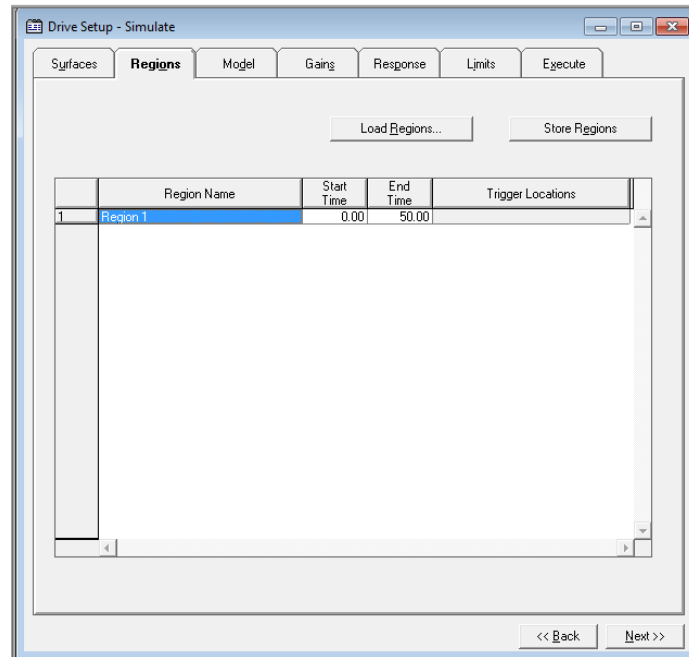 Drive Setup - Simulate
Surfaces Regions Model Gains Response Limits Execute
Load Regions... Store Regions
Region Name Start Time End Time Trigger Locations
1 Region 1 0.00 50.00
<< Back Next >>